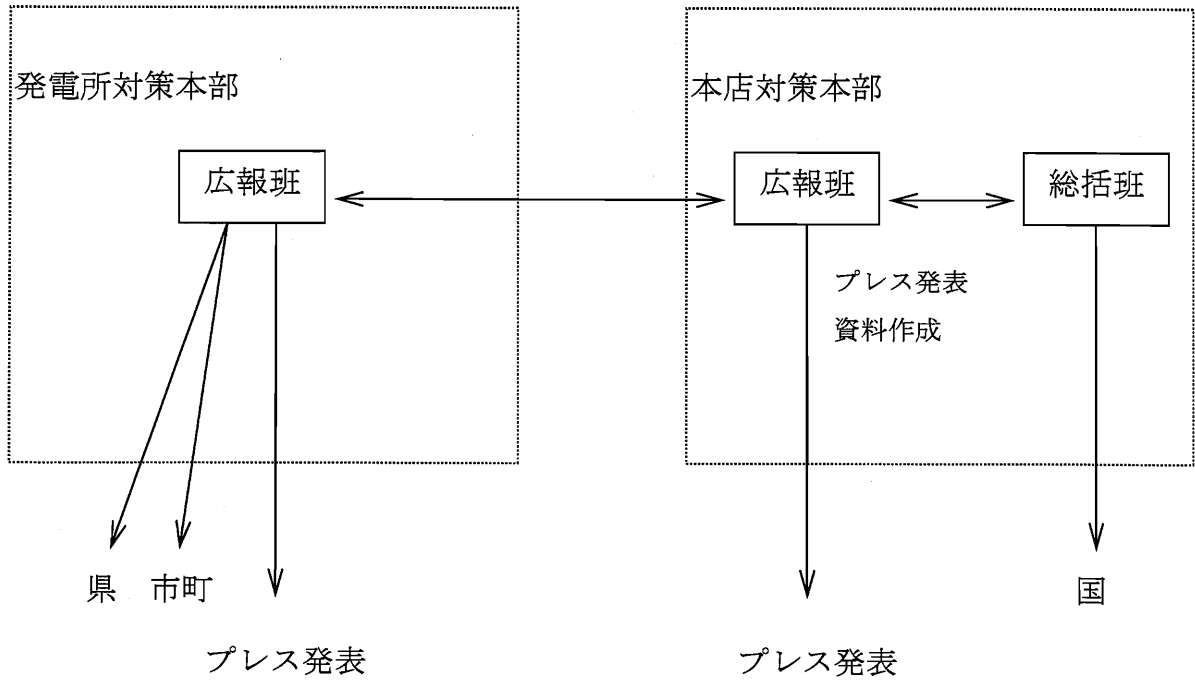 発電所対策本部
広報班
県
市町
プレス発表
本店対策本部
広報班
総括班
プレス発表
資料作成
プレス発表
国